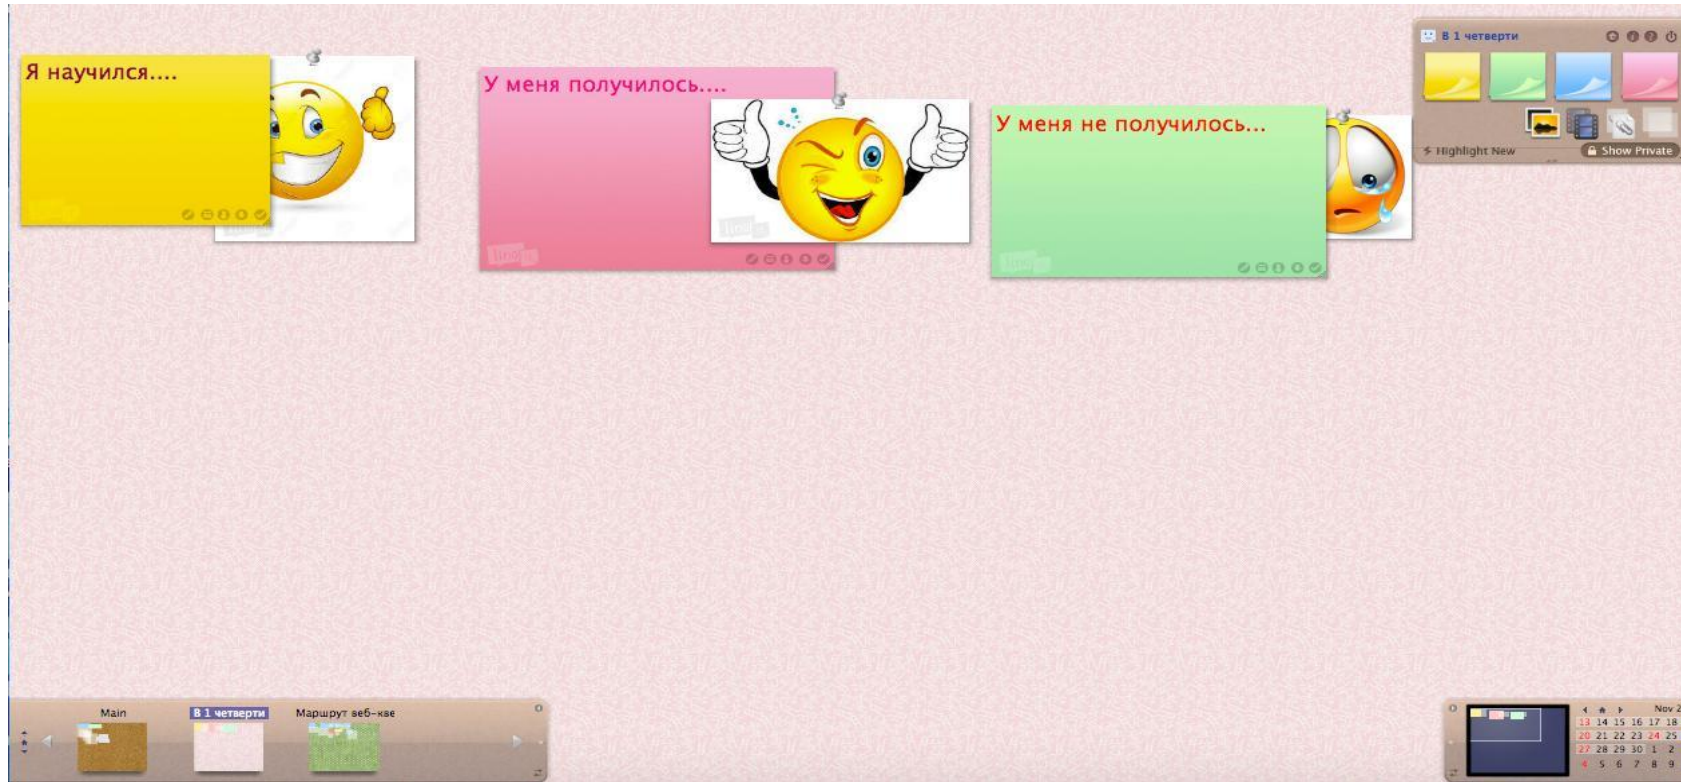 Я научился....
У меня получилось....
У меня не получилось...
В 1 четверти
Highlight New
Show Private
Main
В 1 четверти
Маршрут веб-кве
Nov 2
13 14 15 16 17 18
20 21 22 23 24 25
27 28 29 30 1 2
4 5 6 7 8 9